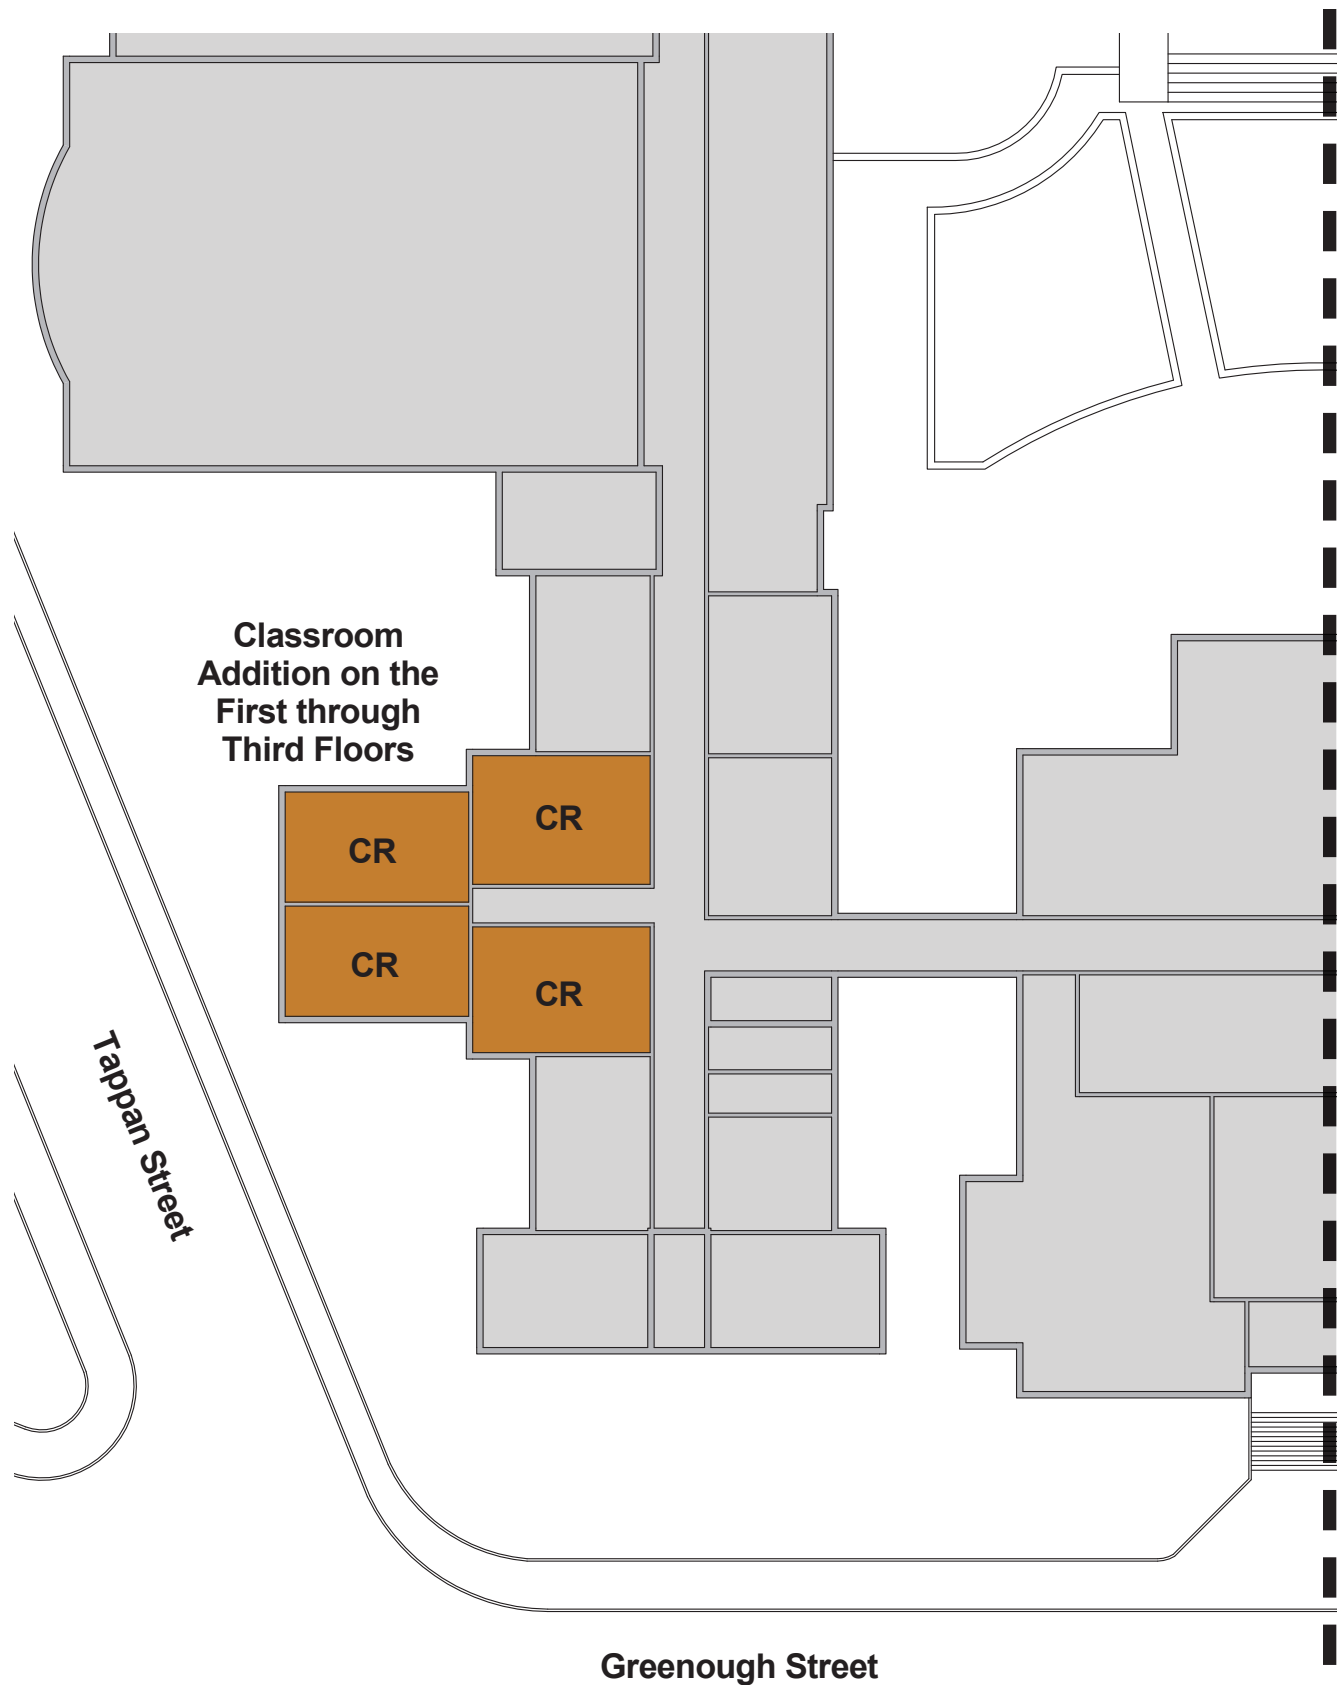 Classroom
Addition on the
First through
Third Floors
CR
CR
CR
CR
Tappan Street
Greenough Street